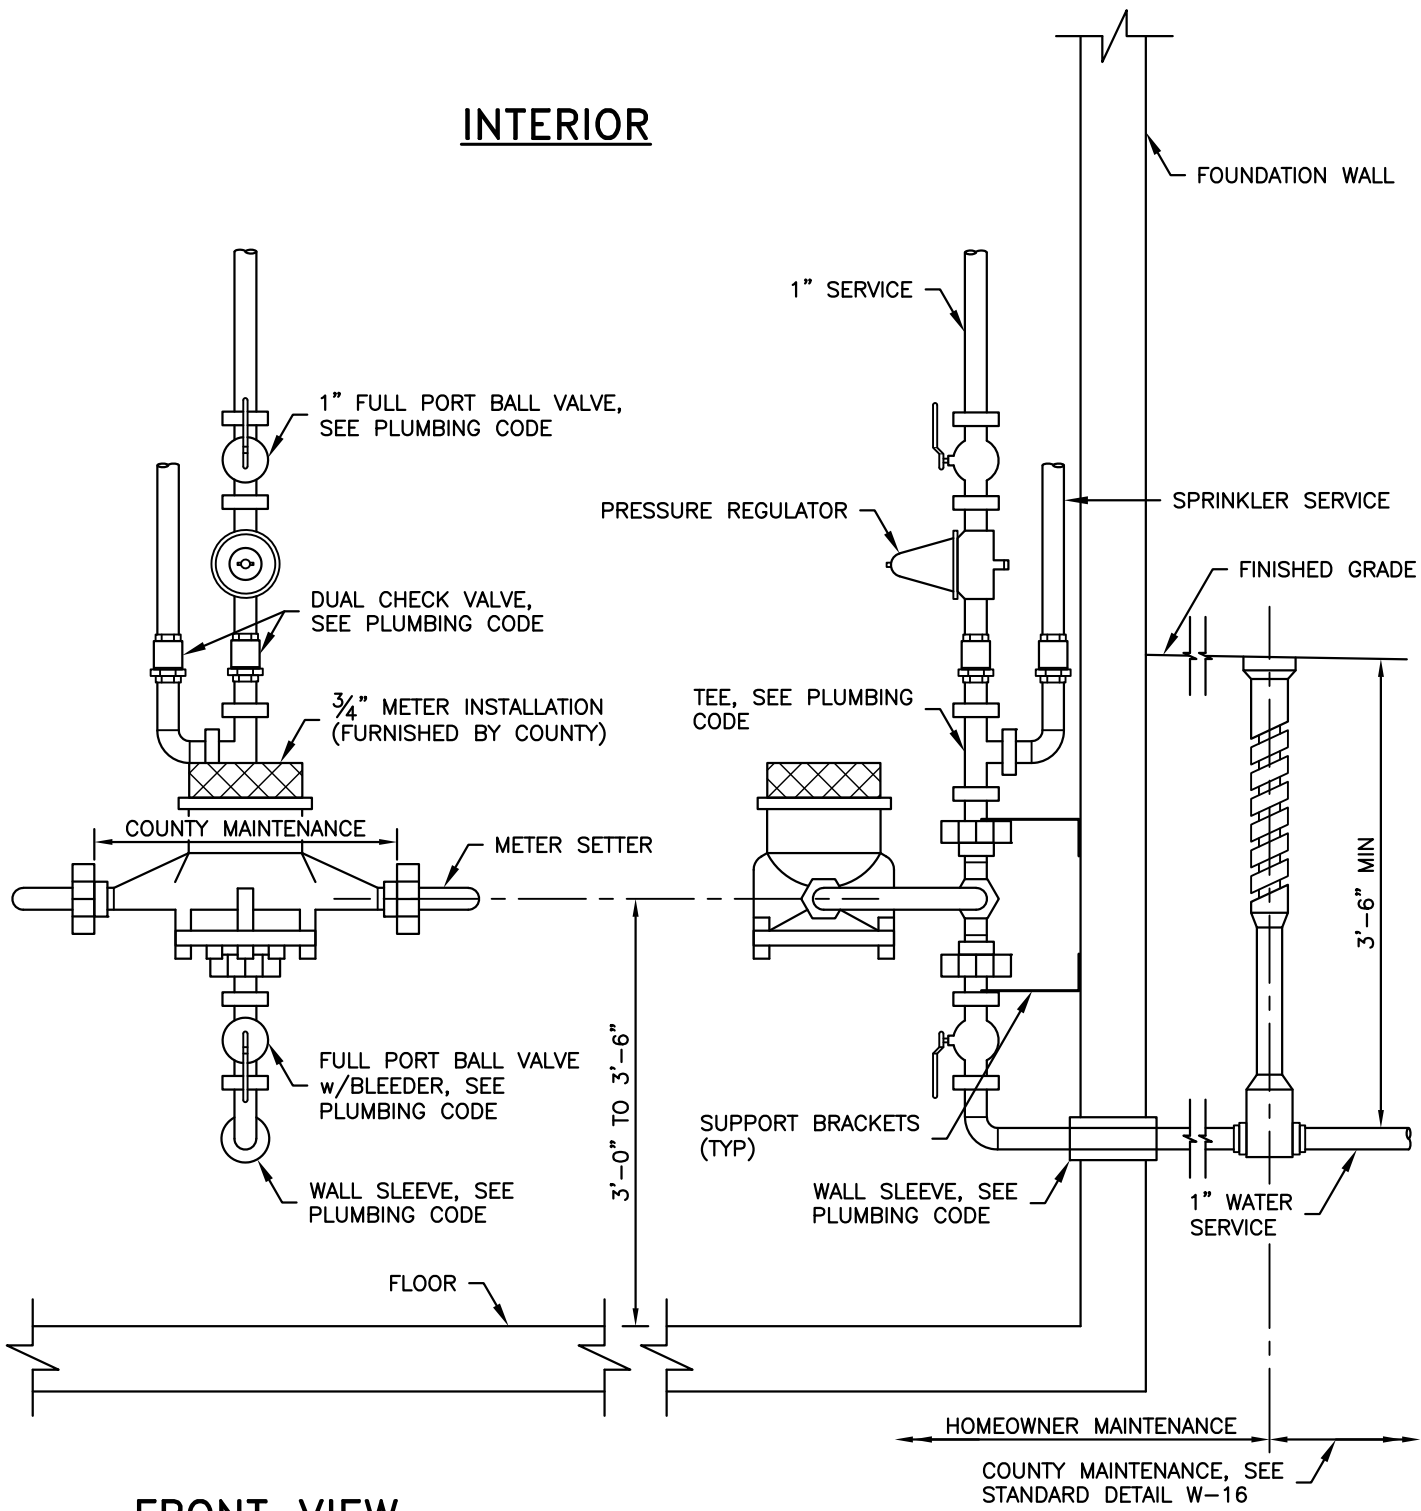 INTERIOR
FOUNDATION WALL
1" SERVICE
1" FULL PORT BALL VALVE,
SEE PLUMBING CODE
PRESSURE REGULATOR
SPRINKLER SERVICE
FINISHED GRADE
DUAL CHECK VALVE,
SEE PLUMBING CODE
3/4" METER INSTALLATION
(FURNISHED BY COUNTY)
TEE, SEE PLUMBING
CODE
COUNTY MAINTENANCE
METER SETTER
3'-6" MIN
3'-0" TO 3'-6"
FULL PORT BALL VALVE
w/BLEEDER, SEE
PLUMBING CODE
SUPPORT BRACKETS
(TYP)
WALL SLEEVE, SEE
PLUMBING CODE
WALL SLEEVE, SEE
PLUMBING CODE
1" WATER
SERVICE
FLOOR
HOMEOWNER MAINTENANCE
COUNTY MAINTENANCE, SEE
STANDARD DETAIL W-16
FRONT VIEW